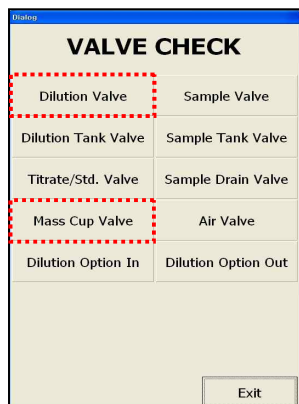 Dialog
VALVE CHECK
Dilution Valve
Sample Valve
Dilution Tank Valve
Sample Tank Valve
Titrate/Std. Valve
Sample Drain Valve
Mass Cup Valve
Air Valve
Dilution Option In
Dilution Option Out
Exit